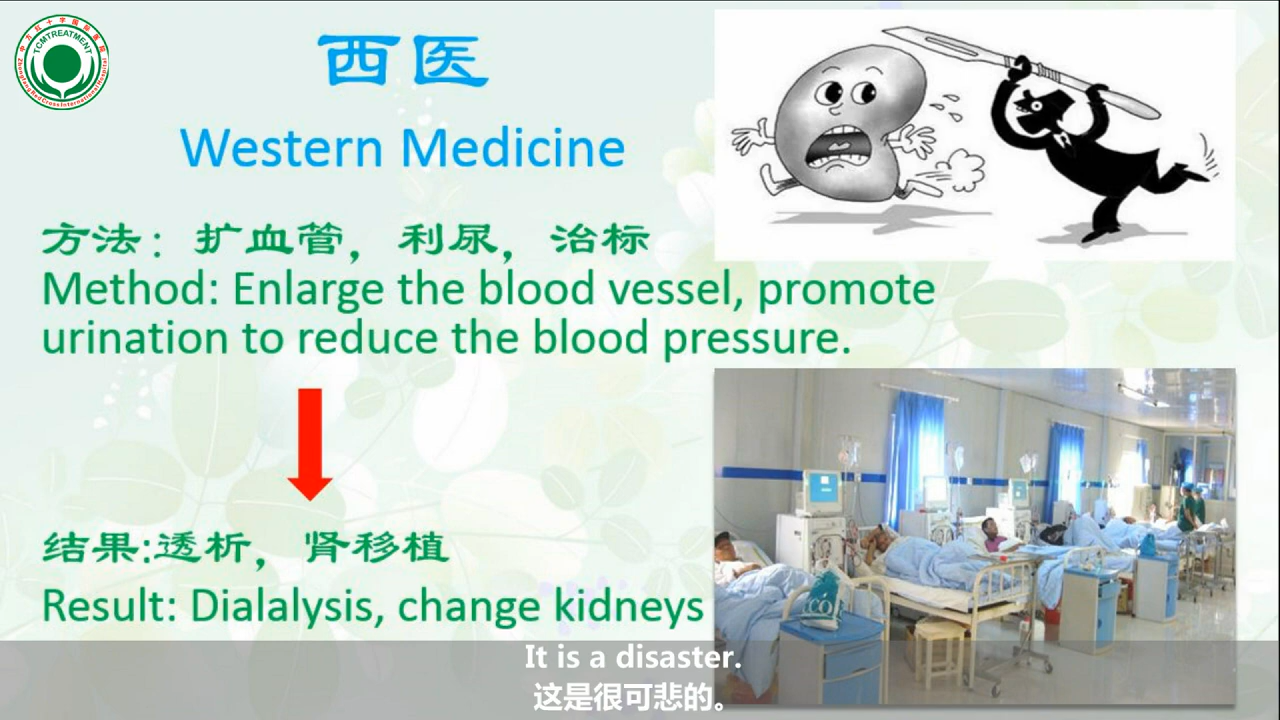 TCMTREATMENT
西医
Western Medicine
方法：扩血管，利尿，治标
Method: Enlarge the blood vessel, promote
urination to reduce the blood pressure.
结果:透析，肾移植
Result: Dialalysis, change kidneys
It is a disaster.
这是很可悲的。